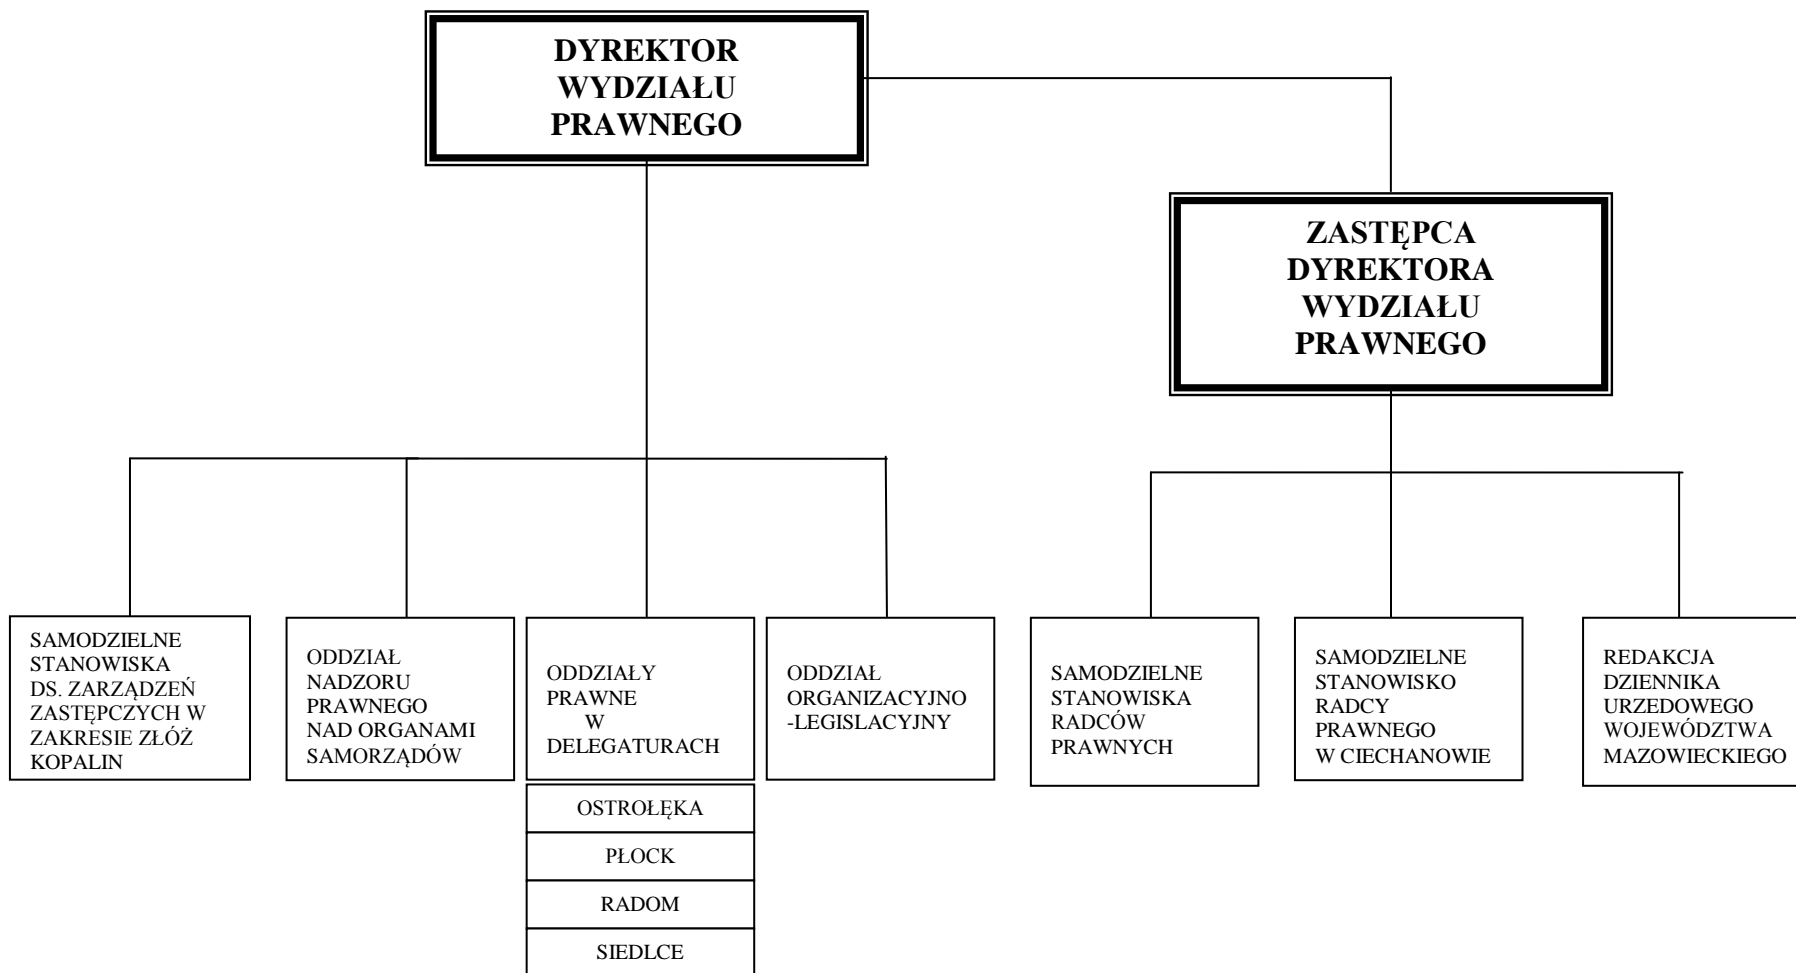 DYREKTOR
WYDZIAŁU
PRAWNEGO
ZASTĘPCA
DYREKTORA
WYDZIAŁU
PRAWNEGO
SAMODZIELNE
STANOWISKA
DS. ZARZĄDZEŃ
ZASTĘPCZYCH W
ZAKRESIE ZŁÓŻ
KOPALIN
ODDZIAŁ
NADZORU
PRAWNEGO
NAD ORGANAMI
SAMORZĄDÓW
ODDZIAŁY
PRAWNE
W
DELEGATURACH
OSTROŁĘKA
PŁOCK
RADOM
SIEDLCE
ODDZIAŁ
ORGANIZACYJNO
-LEGISLACYJNY
SAMODZIELNE
STANOWISKA
RADCÓW
PRAWNYCH
SAMODZIELNE
STANOWISKO
RADCY
PRAWNEGO
W CIECHANOWIE
REDAKCJA
DZIENNIKA
URZEDOWEGO
WOJEWÓDZTWA
MAZOWIECKIEGO